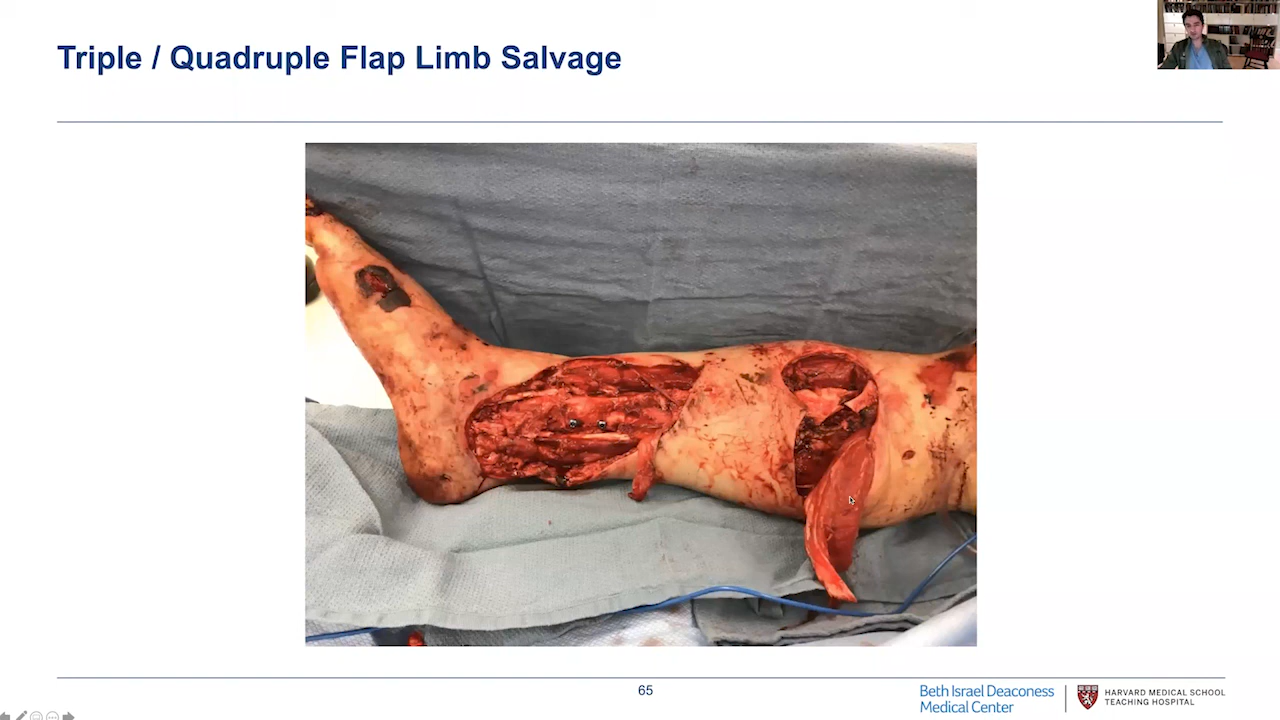 Triple / Quadruple Flap Limb Salvage
65
Beth Israel Deaconess
Medical Center
HARVARD MEDICAL SCHOOL
TEACHING HOSPITAL